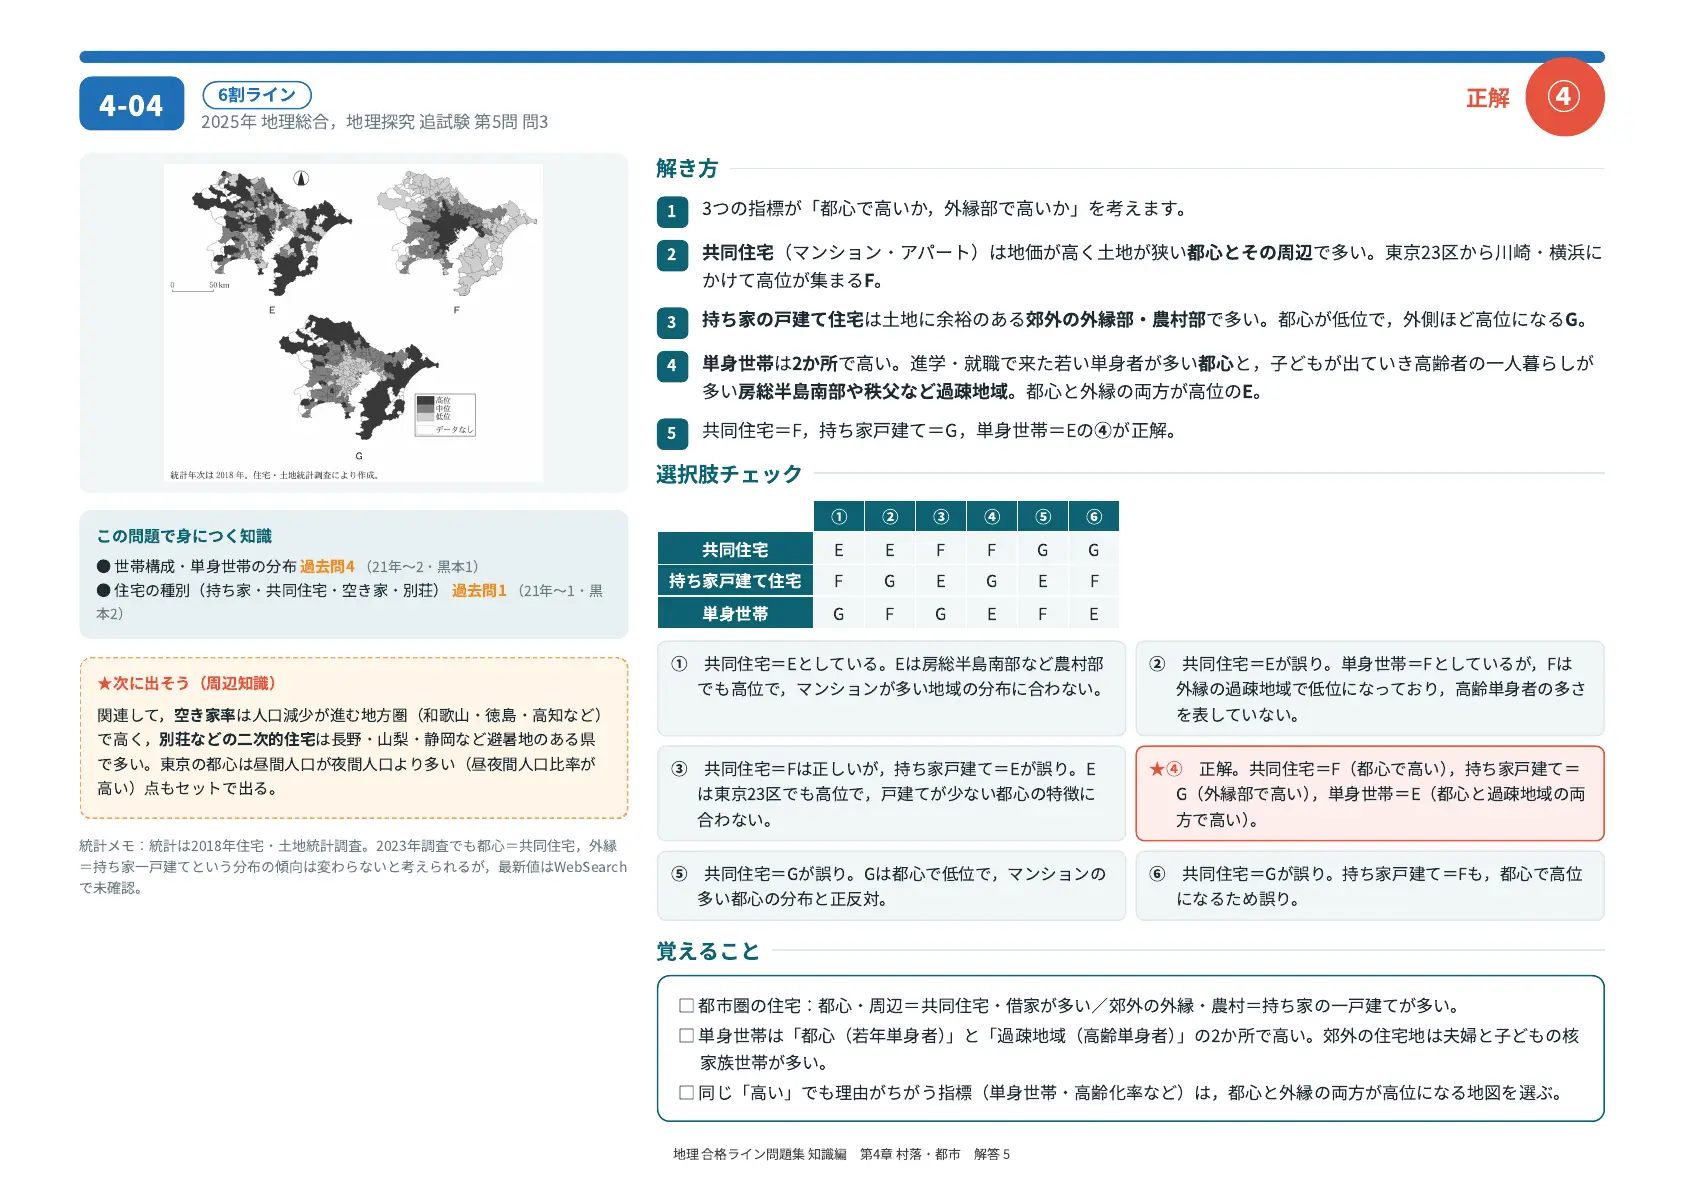 4-04
6割ライン
2025年 地理総合，地理探究 追試験 第5問 問3
正解 ④
0 50 km
E
F
G
高位
中位
低位
データなし
統計年次は 2018 年。住宅・土地統計調査により作成。
この問題で身につく知識
● 世帯構成・単身世帯の分布 過去問4 （21年〜2・黒本1）
● 住宅の種別（持ち家・共同住宅・空き家・別荘） 過去問1 （21年〜1・黒
本2）
★次に出そう（周辺知識）
関連して，空き家率は人口減少が進む地方圏（和歌山・徳島・高知など）
で高く，別荘などの二次的住宅は長野・山梨・静岡など避暑地のある県
で多い。東京の都心は昼間人口が夜間人口より多い（昼夜間人口比率が
高い）点もセットで出る。
統計メモ：統計は2018年住宅・土地統計調査。2023年調査でも都心＝共同住宅，外縁
＝持ち家一戸建てという分布の傾向は変わらないと考えられるが，最新値はWebSearch
で未確認。
解き方
1 3つの指標が「都心で高いか，外縁部で高いか」を考えます。
2 共同住宅（マンション・アパート）は地価が高く土地が狭い都心とその周辺で多い。東京23区から川崎・横浜に
かけて高位が集まるF。
3 持ち家の戸建て住宅は土地に余裕のある郊外の外縁部・農村部で多い。都心が低位で，外側ほど高位になるG。
4 単身世帯は2か所で高い。進学・就職で来た若い単身者が多い都心と，子どもが出ていき高齢者の一人暮らしが
多い房総半島南部や秩父など過疎地域。都心と外縁の両方が高位のE。
5 共同住宅＝F，持ち家戸建て＝G，単身世帯＝Eの④が正解。
選択肢チェック
① ② ③ ④ ⑤ ⑥
共同住宅 E E F F G G
持ち家戸建て住宅 F G E G E F
単身世帯 G F G E F E
① 共同住宅＝Eとしている。Eは房総半島南部など農村部
でも高位で，マンションが多い地域の分布に合わない。
② 共同住宅＝Eが誤り。単身世帯＝Fとしているが，Fは
外縁の過疎地域で低位になっており，高齢単身者の多さ
を表していない。
③ 共同住宅＝Fは正しいが，持ち家戸建て＝Eが誤り。E
は東京23区でも高位で，戸建てが少ない都心の特徴に
合わない。
★④ 正解。共同住宅＝F（都心で高い），持ち家戸建て＝
G（外縁部で高い），単身世帯＝E（都心と過疎地域の両
方で高い）。
⑤ 共同住宅＝Gが誤り。Gは都心で低位で，マンションの
多い都心の分布と正反対。
⑥ 共同住宅＝Gが誤り。持ち家戸建て＝Fも，都心で高位
になるため誤り。
覚えること
□ 都市圏の住宅：都心・周辺＝共同住宅・借家が多い／郊外の外縁・農村＝持ち家の一戸建てが多い。
□ 単身世帯は「都心（若年単身者）」と「過疎地域（高齢単身者）」の2か所で高い。郊外の住宅地は夫婦と子どもの核
家族世帯が多い。
□ 同じ「高い」でも理由がちがう指標（単身世帯・高齢化率など）は，都心と外縁の両方が高位になる地図を選ぶ。
地理 合格ライン問題集 知識編 第4章 村落・都市 解答 5